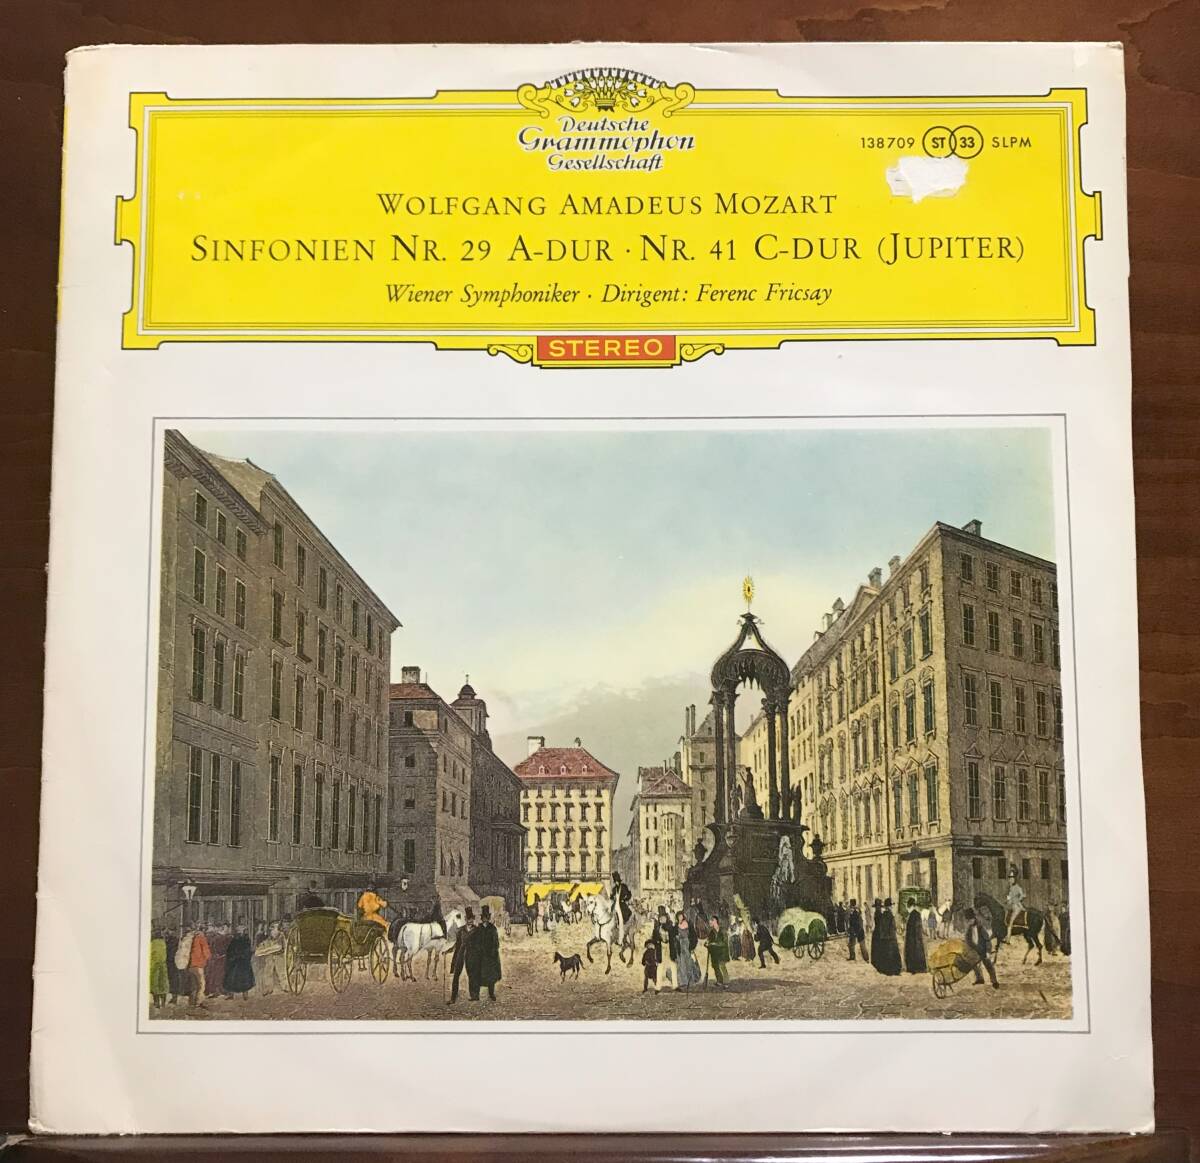 Deutsche
Grammophon
Gesellschaft
138709 ST 33 SLPM
WOLFGANG AMADEUS MOZART
SINFONIEN NR. 29 A-DUR · NR. 41 C-DUR (JUPITER)
Wiener Symphoniker · Dirigent: Ferenc Fricsay
STEREO